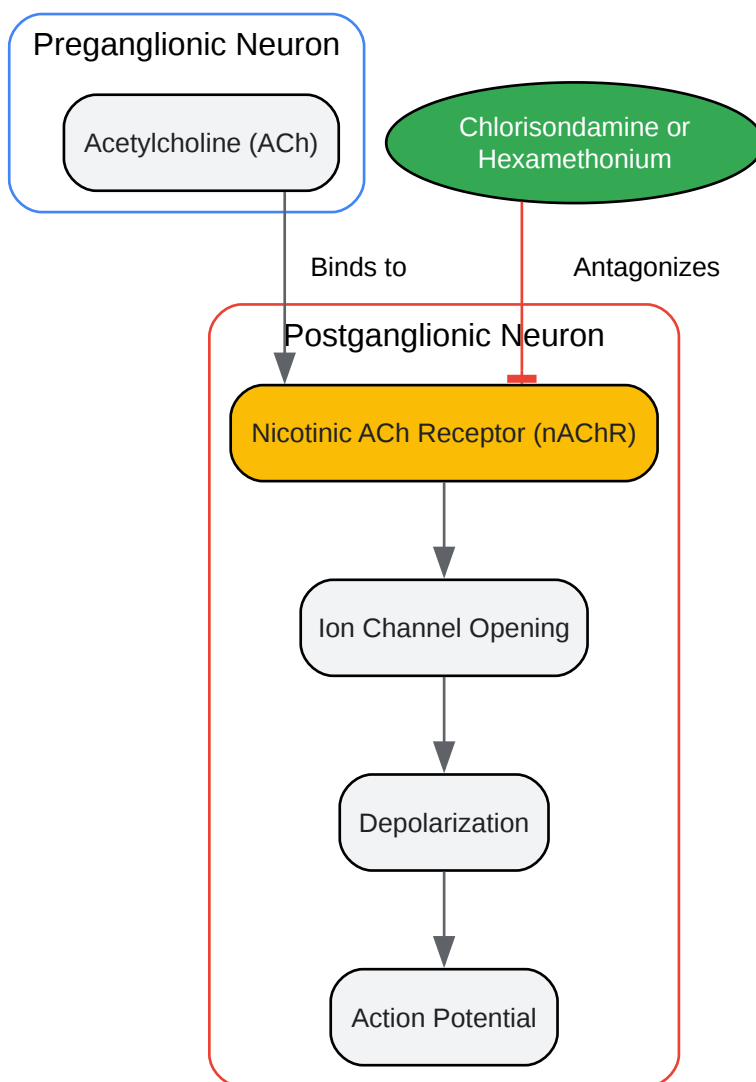 Preganglionic Neuron
Acetylcholine (ACh)
Chlorisondamine or
Hexamethonium
Binds to
Antagonizes
Postganglionic Neuron
Nicotinic ACh Receptor (nAChR)
Ion Channel Opening
Depolarization
Action Potential